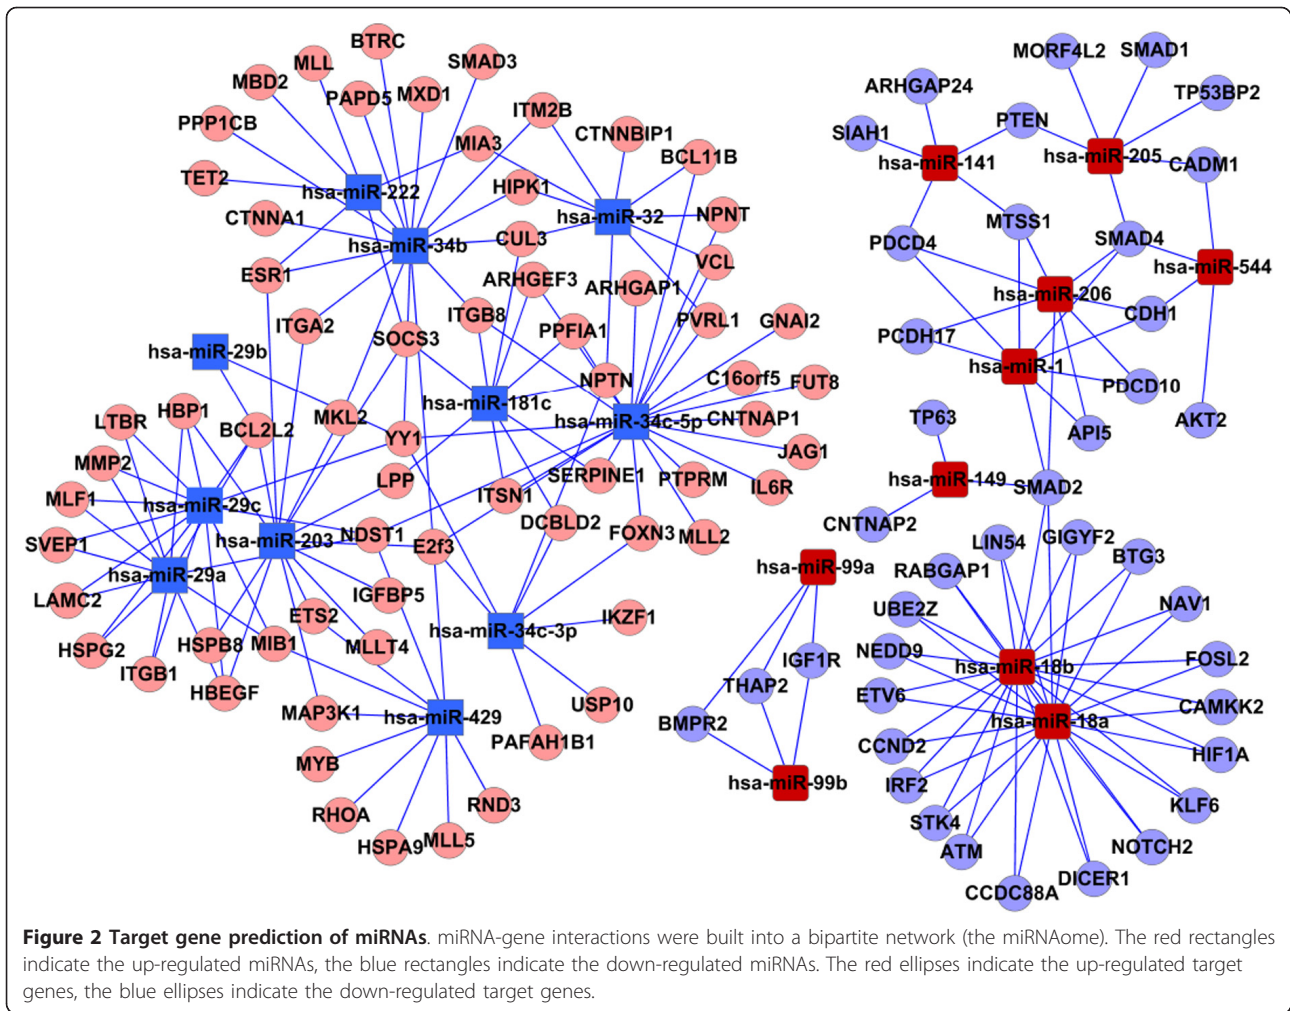 BTRC
MLL
SMAD3
MBD2
PAPD5
MXD1
ITM2B
PPP1CB
CTNNBIP1
MIA3
BCL11B
TET2
hsa-miR-222
HIPK1
hsa-miR-32
NPNT
CTNNA1
hsa-miR-34b
CUL3
VCL
ESR1
ARHGEF3
ARHGAP1
ITGA2
ITGB8
PPFIA1
PVRL1
GNAI2
SOCS3
hsa-miR-29b
NPTN
C16orf5
FUT8
hsa-miR-181c
hsa-miR-34c-5p
CNTNAP1
LTBR
HBP1
BCL2L2
MKL2
YY1
JAG1
MMP2
LPP
SERPINE1
PTPRM
IL6R
MLF1
hsa-miR-29c
ITSN1
SVEP1
hsa-miR-203
NDST1
E2f3
DCBLD2
FOXN3
MLL2
hsa-miR-29a
LAMC2
IGFBP5
ETS2
hsa-miR-34c-3p
IKZF1
HSPG2
HSPB8
MIB1
MLLT4
ITGB1
HBEGF
MAP3K1
hsa-miR-429
USP10
PAFAH1B1
MYB
RHOA
RND3
HSPA9
MLL5
MORF4L2
SMAD1
ARHGAP24
TP53BP2
SIAH1
PTEN
hsa-miR-141
hsa-miR-205
CADM1
MTSS1
PDCD4
SMAD4
hsa-miR-544
hsa-miR-206
CDH1
PCDH17
hsa-miR-1
PDCD10
TP63
API5
AKT2
hsa-miR-149
SMAD2
CNTNAP2
LIN54
GIGYF2
BTG3
hsa-miR-99a
RABGAP1
UBE2Z
NAV1
NEDD9
hsa-miR-18b
FOSL2
IGF1R
THAP2
ETV6
CAMKK2
BMPR2
hsa-miR-18a
CCND2
HIF1A
hsa-miR-99b
IRF2
KLF6
STK4
ATM
NOTCH2
CCDC88A
DICER1
Figure 2 Target gene prediction of miRNAs. miRNA-gene interactions were built into a bipartite network (the miRNAome). The red rectangles
indicate the up-regulated miRNAs, the blue rectangles indicate the down-regulated miRNAs. The red ellipses indicate the up-regulated target
genes, the blue ellipses indicate the down-regulated target genes.